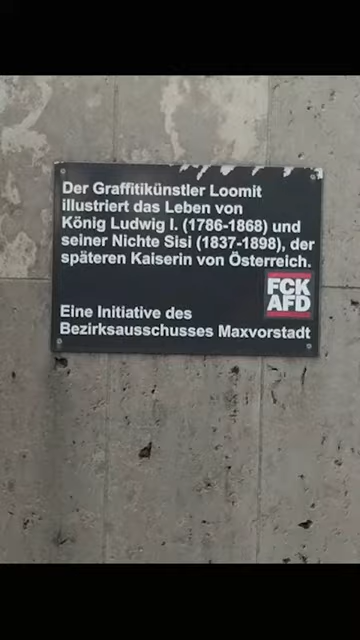 Der Graffitikünstler Loomit
illustriert das Leben von
König Ludwig I. (1786-1868) und
seiner Nichte Sisi (1837-1898), der
späteren Kaiserin von Österreich.
FCK
AFD
Eine Initiative des
Bezirksausschusses Maxvorstadt